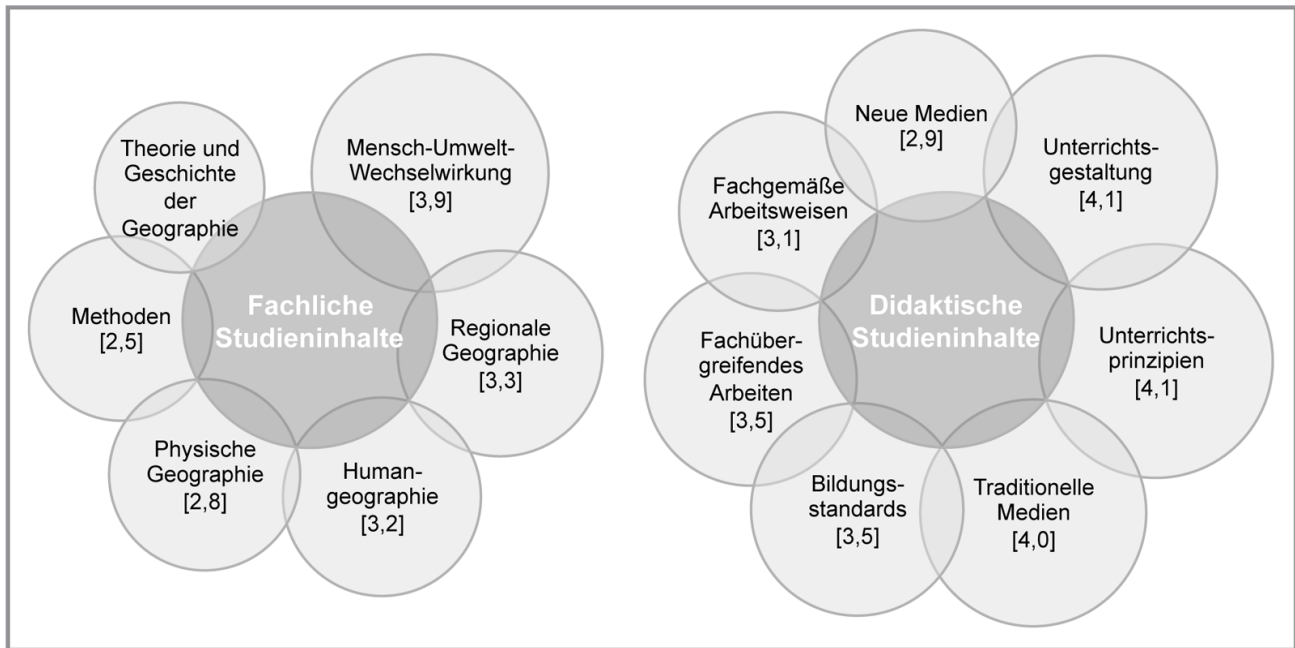 Theorie und
Geschichte
der
Geographie
Mensch-Umwelt-
Wechselwirkung
[3,9]
Methoden
[2,5]
Fachliche
Studieninhalte
Regionale
Geographie
[3,3]
Physische
Geographie
[2,8]
Human-
geographie
[3,2]
Neue Medien
[2,9]
Unterrichts-
gestaltung
[4,1]
Fachgemäße
Arbeitsweisen
[3,1]
Didaktische
Studieninhalte
Fachüber-
greifendes
Arbeiten
[3,5]
Unterrichts-
prinzipien
[4,1]
Bildungs-
standards
[3,5]
Traditionelle
Medien
[4,0]